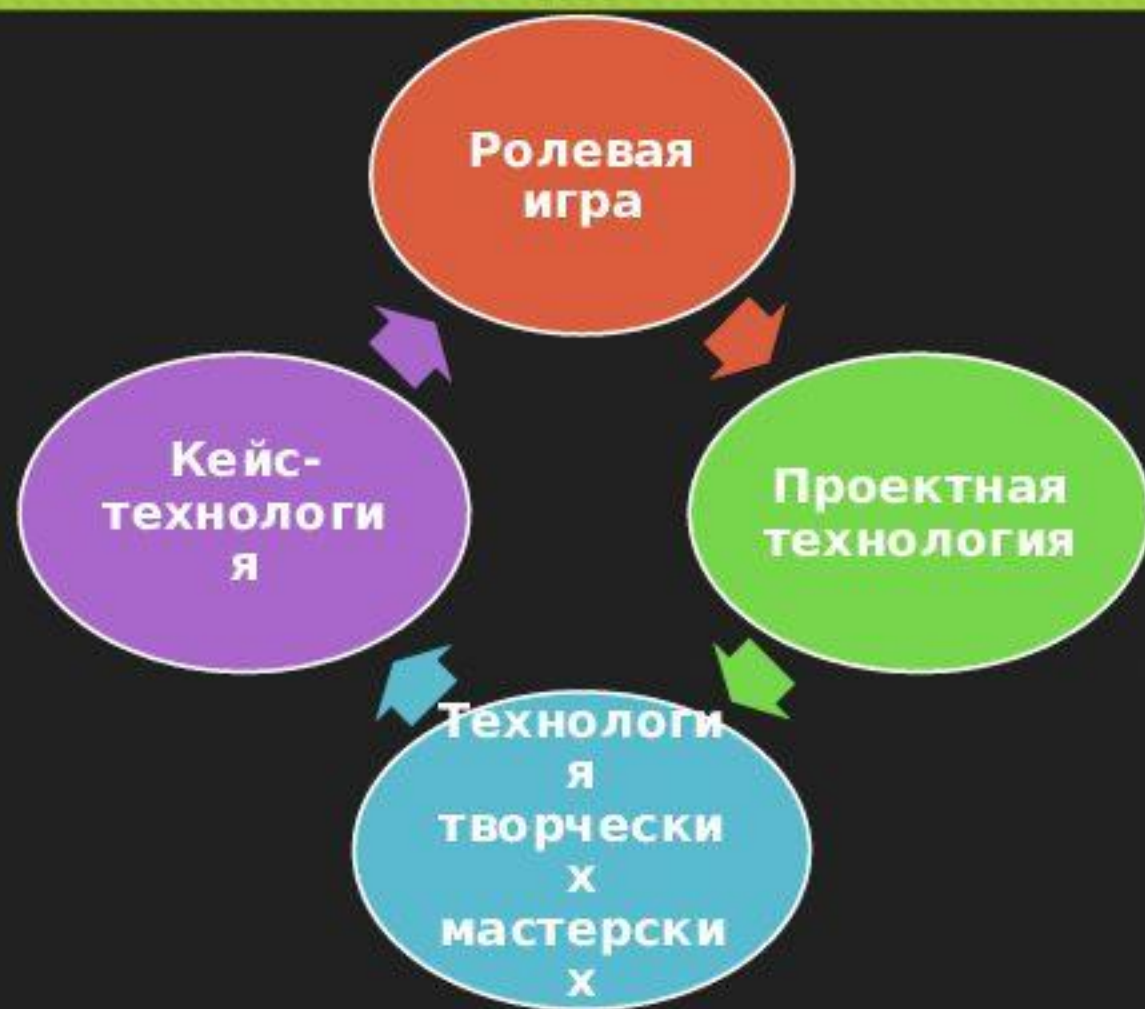 Ролевая
игра
Кейс-
технологи
я
Проектная
технология
Технологи
я
творчески
х
мастерски
х